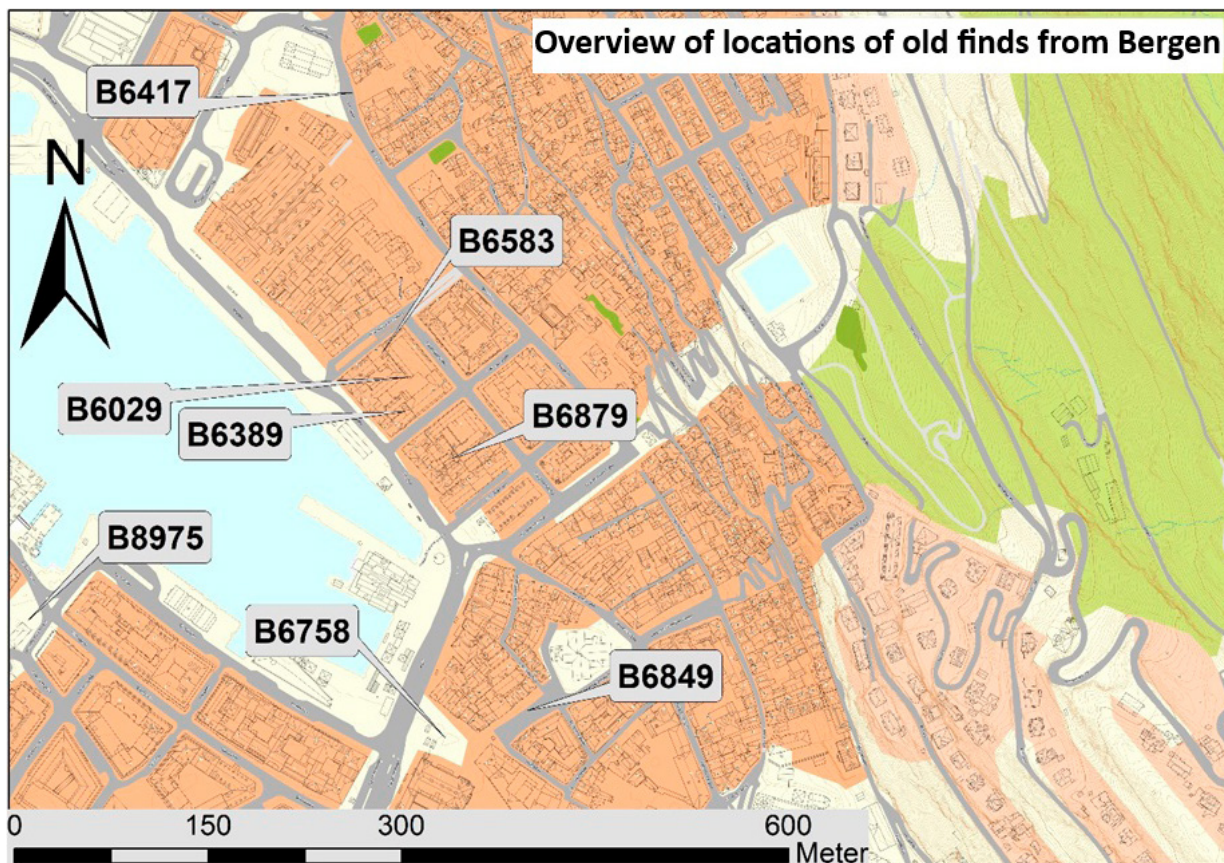 Overview of locations of old finds from Bergen
B6417
N
B6583
B6029
B6389
B6879
B8975
B6758
B6849
0 150 300 600
Meter